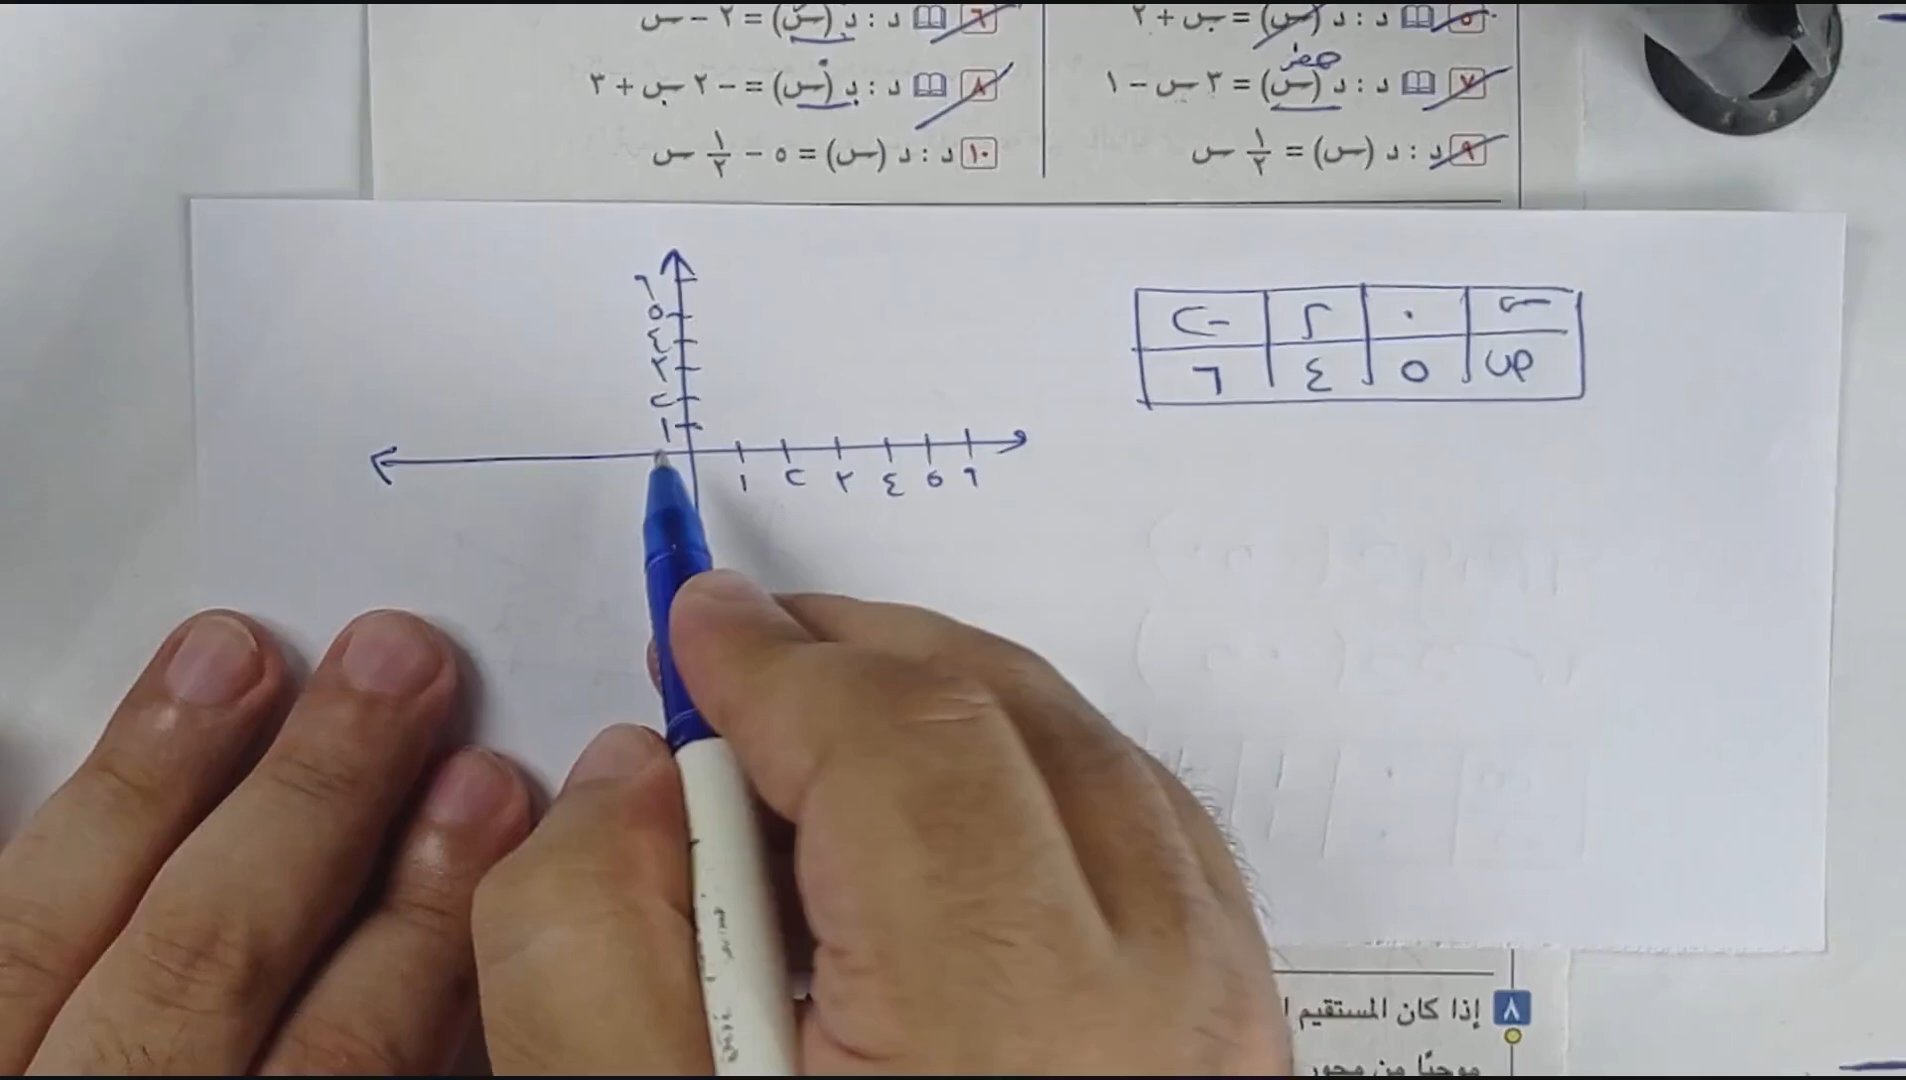 ٥ د : د (س) = س + ٢
٦ د : د (س) = ٢ – س
صفر
٧ د : د (س) = ٣ س – ١
٨ د : د (س) = – ٢ س + ٣
٩ د : د (س) = ١/٢ س
١٠ د : د (س) = ٥ – ١/٢ س
س ٠ ٢ -٢
ص ٥ ٤ ٦
٦
٥
٤
٣
٢
١
١ ٢ ٣ ٤ ٥ ٦
٨ إذا كان المستقيم
موجبًا من محور